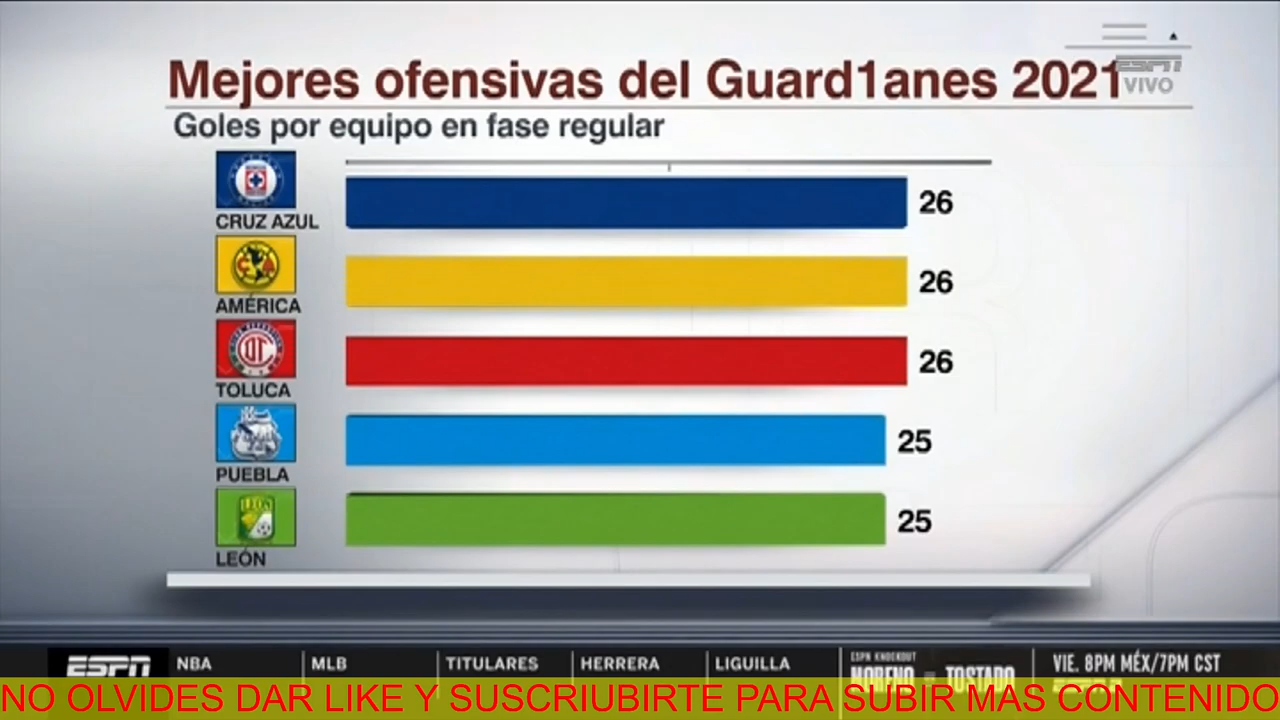 Mejores ofensivas del Guard1anes 2021
ESPN
VIVO
Goles por equipo en fase regular
CRUZ AZUL
26
AMÉRICA
26
TOLUCA
26
PUEBLA
25
LEÓN
25
ESPN
NBA
MLB
TITULARES
HERRERA
LIGUILLA
ESPN KNOCKOUT
MORENO TOSTADO
VIE. 8PM MÉX/7PM CST
ESPN
NO OLVIDES DAR LIKE Y SUSCRIUBIRTE PARA SUBIR MAS CONTENIDO